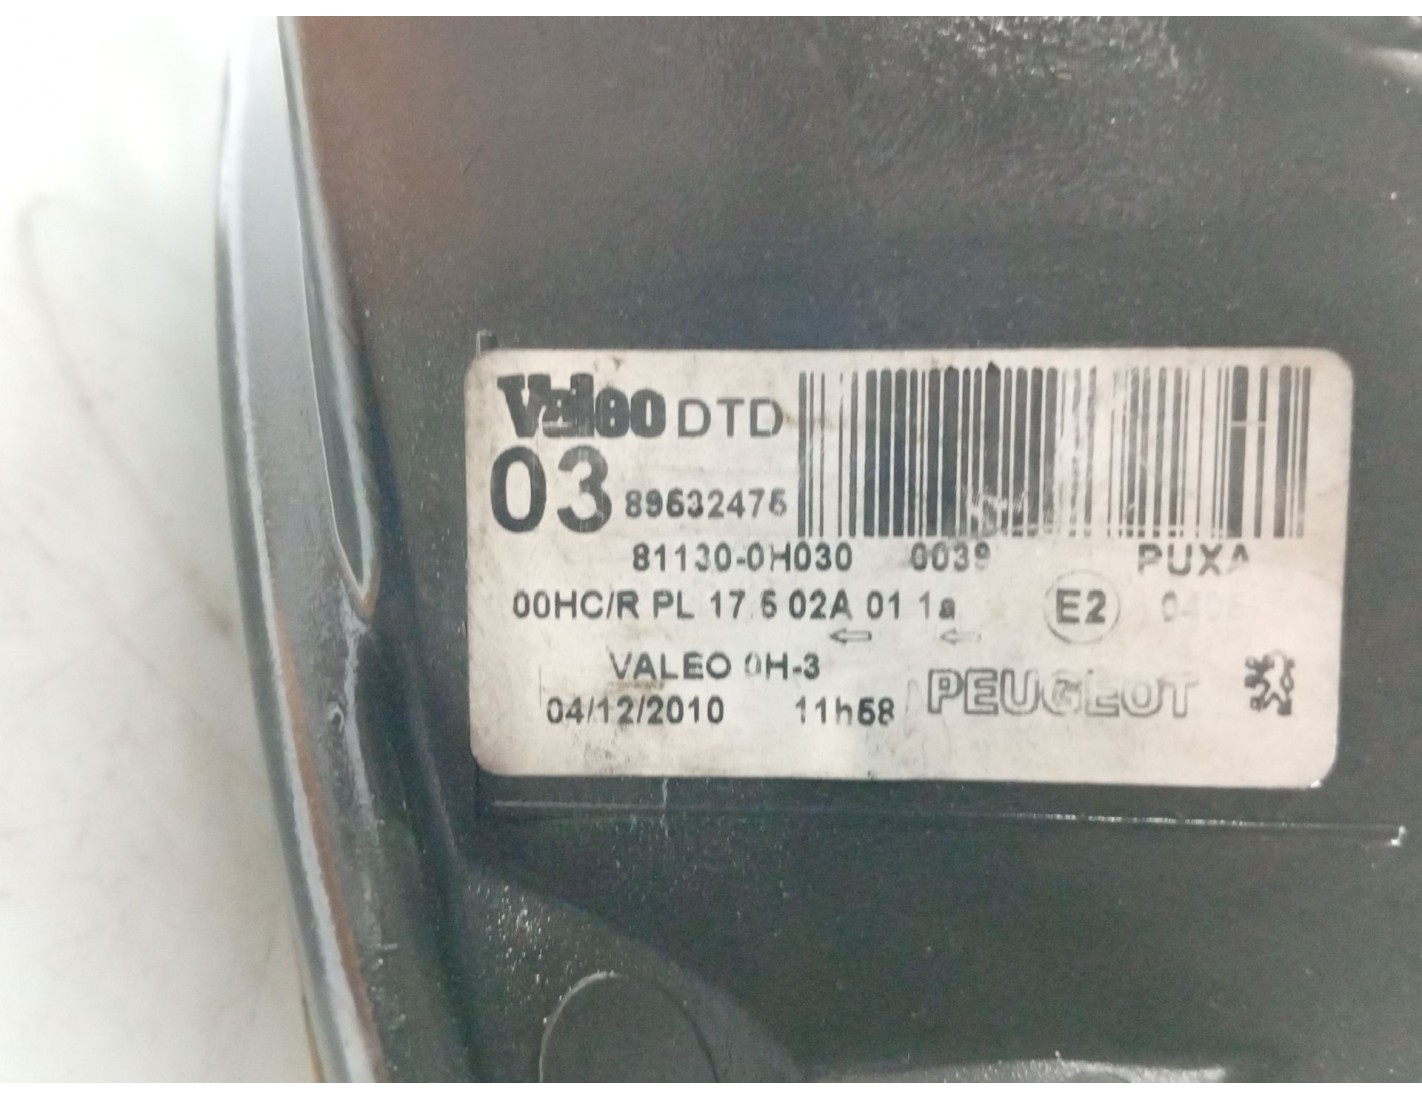 Valeo DTD
03 89632476
81130-0H030 0039 PUXA
00HC/R PL 17.5 02A 01 1a E2
VALEO 0H-3
04/12/2010 11h58 PEUGEOT